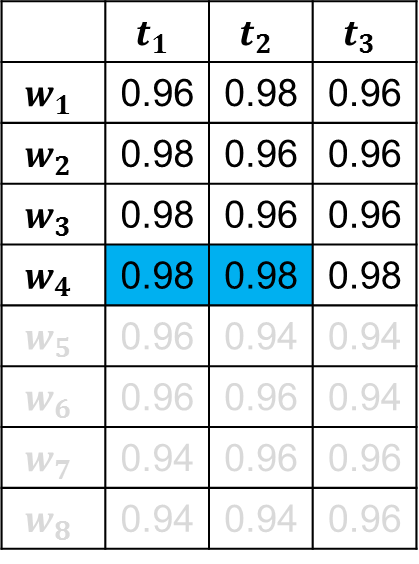 t₁ t₂ t₃
w₁ 0.96 0.98 0.96
w₂ 0.98 0.96 0.96
w₃ 0.98 0.96 0.96
w₄ 0.98 0.98 0.98
w₅ 0.96 0.94 0.94
w₆ 0.96 0.96 0.94
w₇ 0.94 0.96 0.96
w₈ 0.94 0.94 0.96